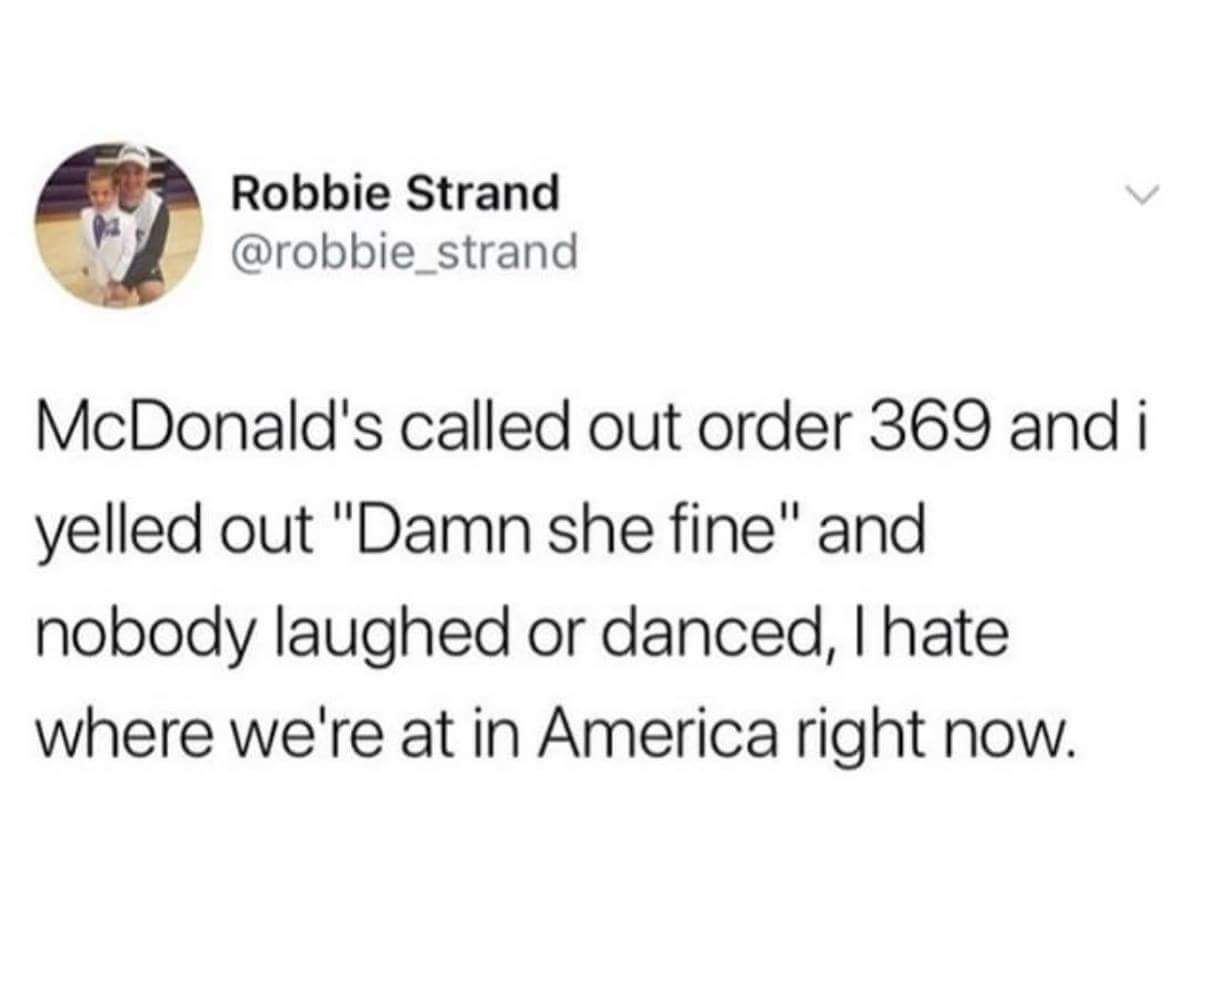 Robbie Strand
@robbie_strand
McDonald's called out order 369 and i
yelled out "Damn she fine" and
nobody laughed or danced, I hate
where we're at in America right now.